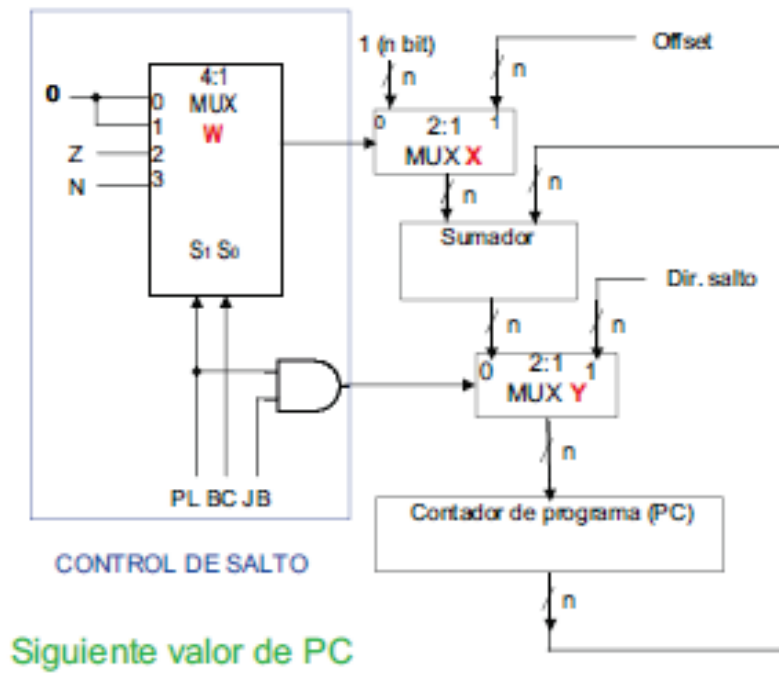 4:1
MUX
W
0
0
1
Z
2
N
3
S1 S0
1 (n bit)
n
n
Offset
0
2:1
1
MUX X
n
n
Sumador
Dir. salto
n
n
0
2:1
1
MUX Y
n
PL BC JB
Contador de programa (PC)
CONTROL DE SALTO
n
Siguiente valor de PC